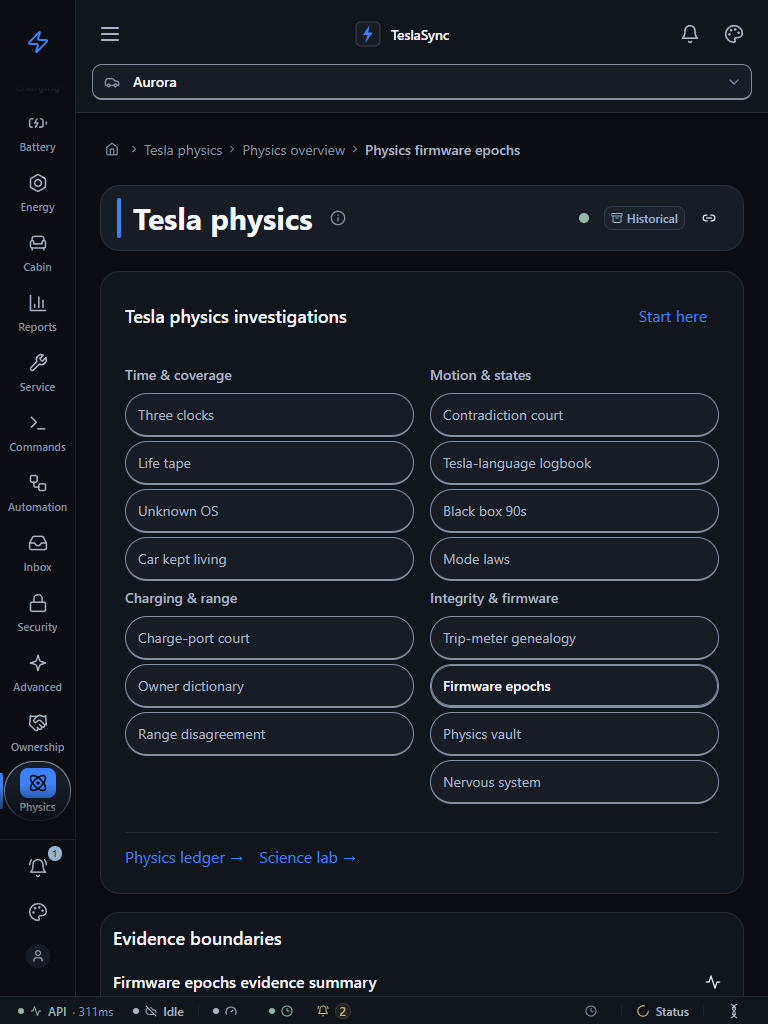 TeslaSync
Aurora
Charging
Battery
Energy
Cabin
Reports
Service
Commands
Automation
Inbox
Security
Advanced
Ownership
Physics
1
Tesla physics > Physics overview > Physics firmware epochs
Tesla physics
Historical
Tesla physics investigations
Start here
Time & coverage
Three clocks
Life tape
Unknown OS
Car kept living
Motion & states
Contradiction court
Tesla-language logbook
Black box 90s
Mode laws
Charging & range
Charge-port court
Owner dictionary
Range disagreement
Integrity & firmware
Trip-meter genealogy
Firmware epochs
Physics vault
Nervous system
Physics ledger →
Science lab →
Evidence boundaries
Firmware epochs evidence summary
API · 311ms
Idle
2
Status